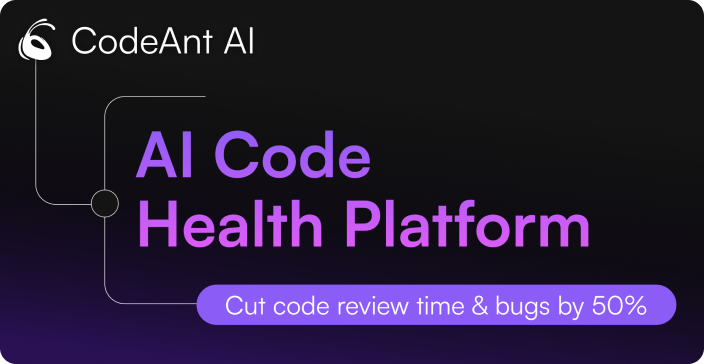 CodeAnt AI
AI Code
Health Platform
Cut code review time & bugs by 50%